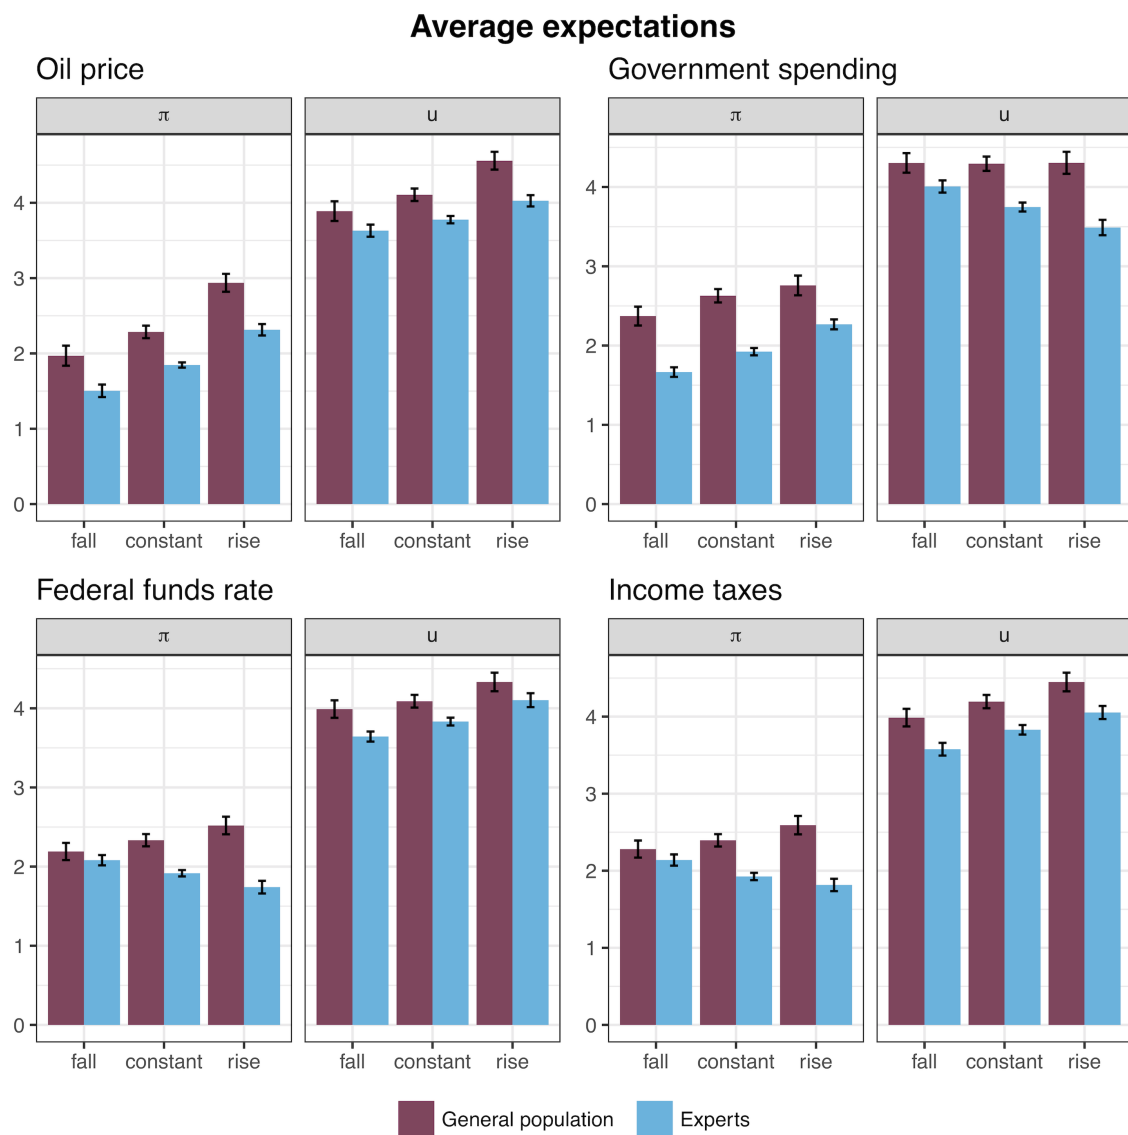 Average expectations
Oil price
Government spending
π
u
π
u
4
3
2
1
0
4
3
2
1
0
fall constant rise
fall constant rise
fall constant rise
fall constant rise
Federal funds rate
Income taxes
π
u
π
u
4
3
2
1
0
4
3
2
1
0
fall constant rise
fall constant rise
fall constant rise
fall constant rise
General population
Experts